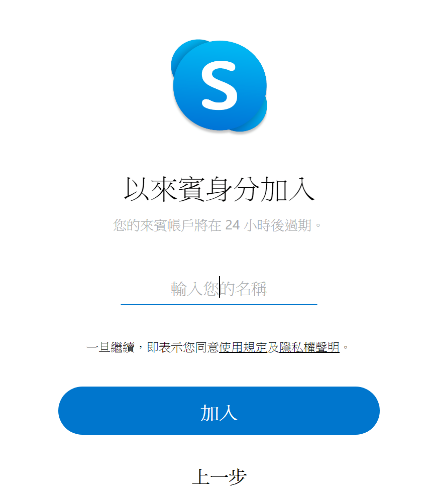 S
以來賓身分加入
您的來賓帳戶將在 24 小時後過期。
輸入您的名稱
一旦繼續，即表示您同意使用規定及隱私權聲明。
加入
上一步